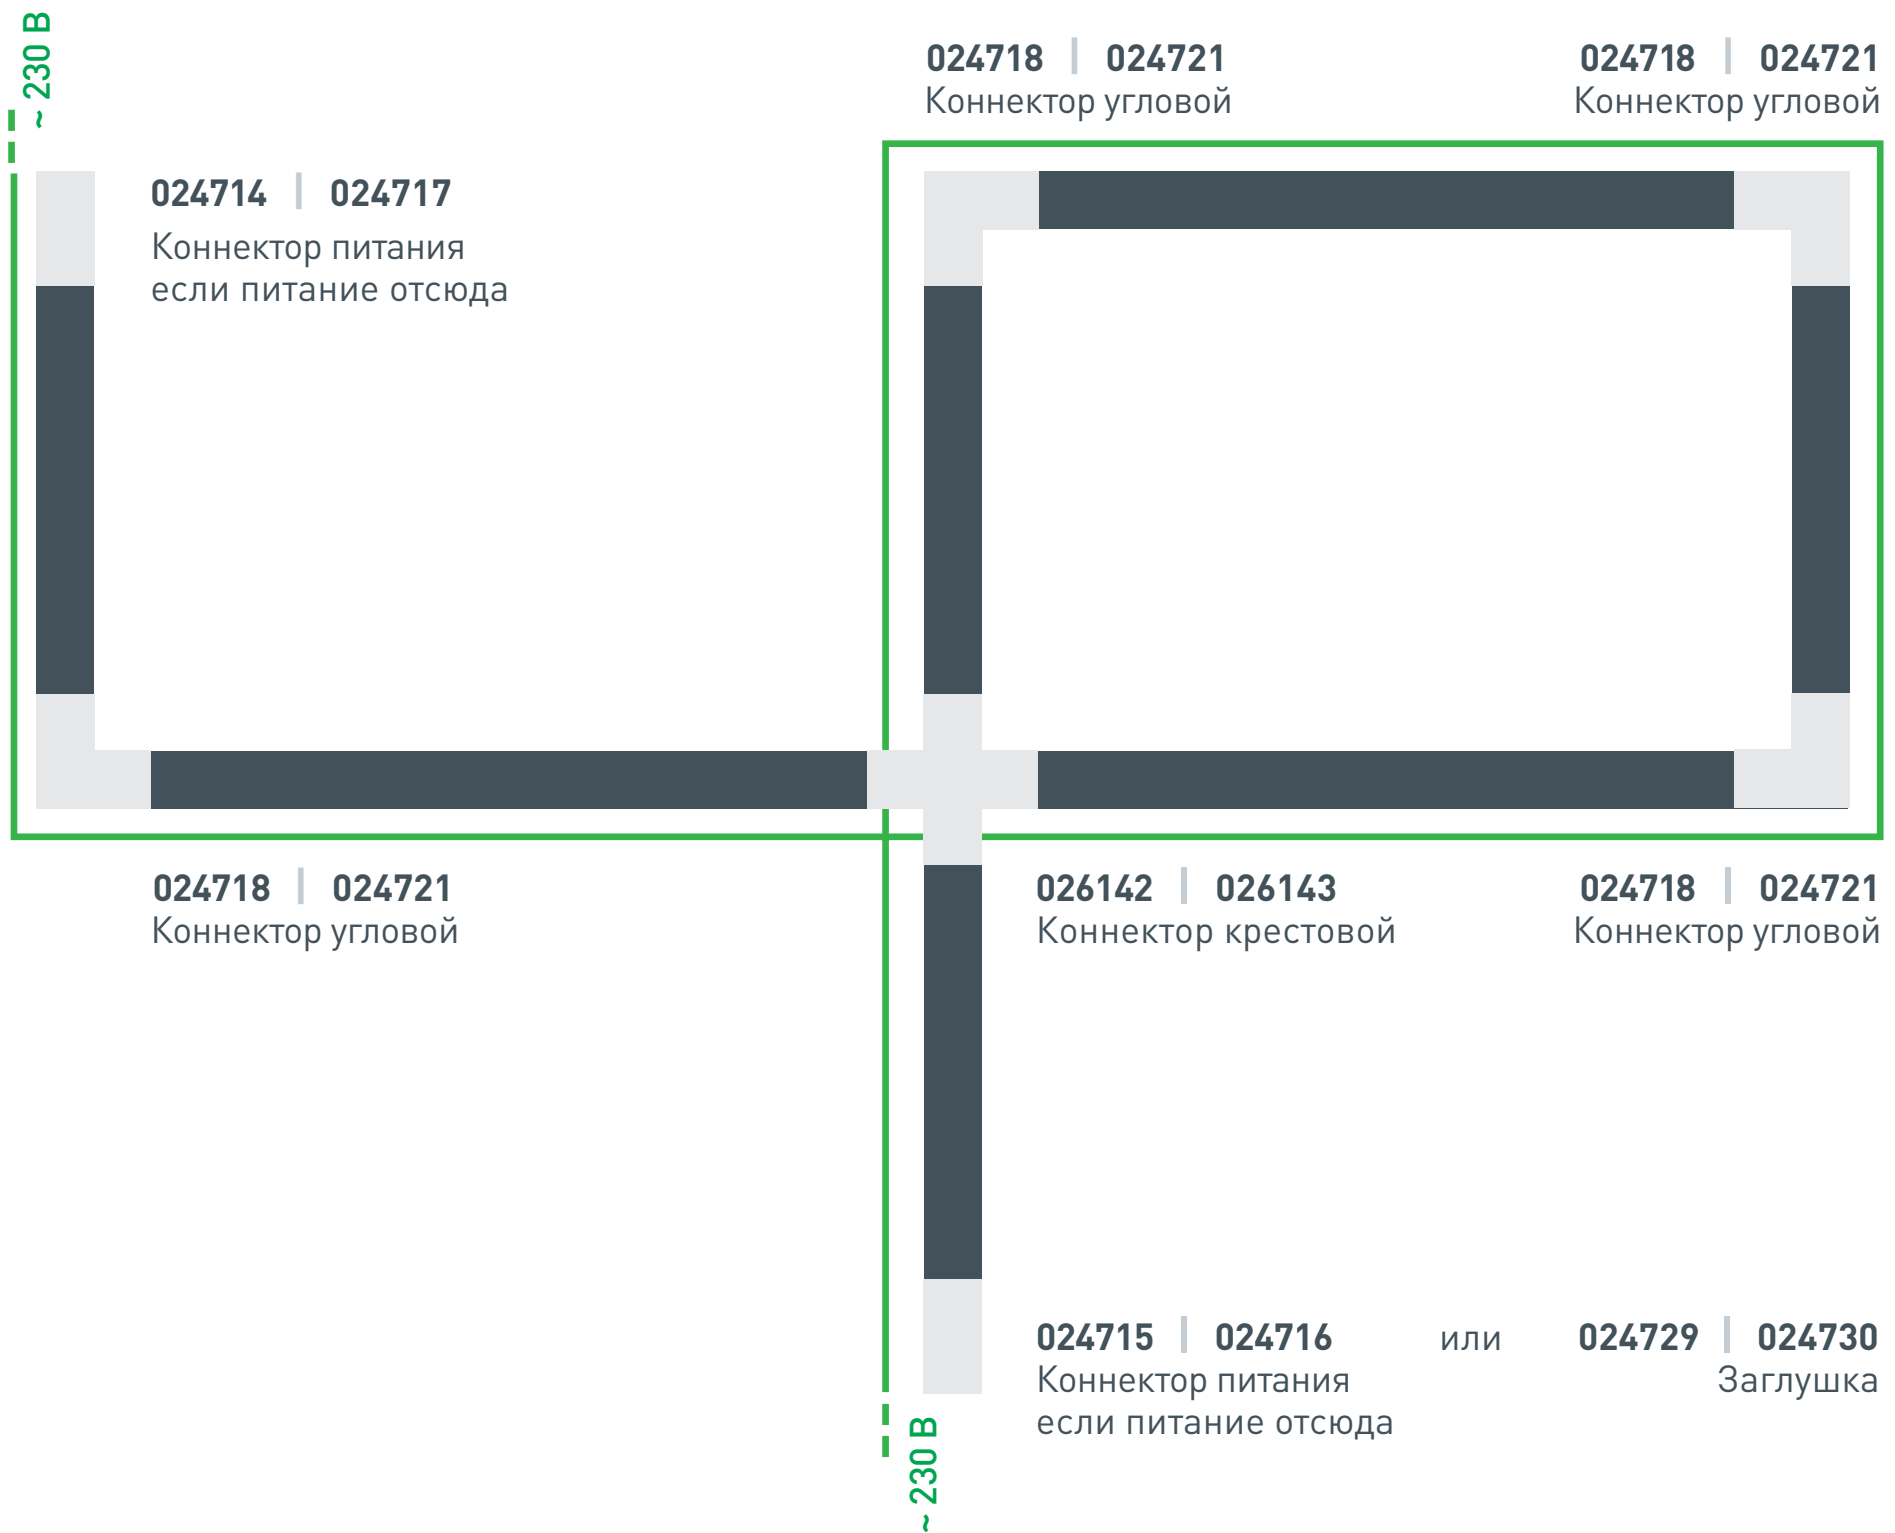 ~ 230 В
024718 | 024721
Коннектор угловой
024718 | 024721
Коннектор угловой
024714 | 024717
Коннектор питания
если питание отсюда
024718 | 024721
Коннектор угловой
026142 | 026143
Коннектор крестовой
024718 | 024721
Коннектор угловой
024715 | 024716
Коннектор питания
если питание отсюда
или
024729 | 024730
Заглушка
~ 230 В